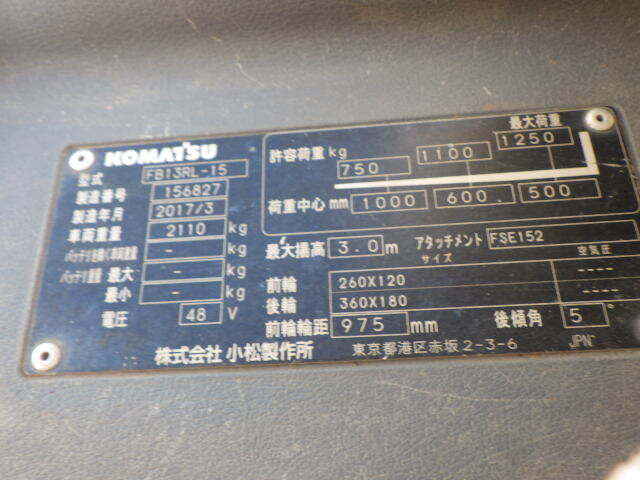 KOMATSU
型式 FB13RL-15
製造番号 156827
製造年月 2017/3
車両重量 2110 kg
- kg
バッテリ重量 最大 - kg
最小 - kg
電圧 48 V
最大荷重
許容荷重 kg 750 1100 1250
荷重中心 mm 1000 600. 500
最大揚高 3.0 m アタッチメント FSE152
サイズ 空気圧
前輪 260X120 ----
後輪 360X180 ----
前輪輪距 975 mm 後傾角 5 °
株式会社 小松製作所 東京都港区赤坂2-3-6 JPN